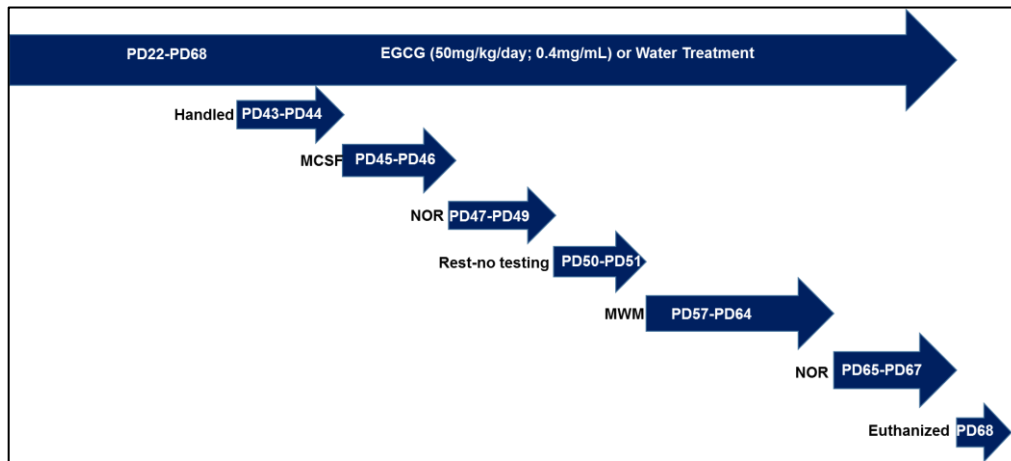 PD22-PD68 EGCG (50mg/kg/day; 0.4mg/mL) or Water Treatment
Handled PD43-PD44
MCSF PD45-PD46
NOR PD47-PD49
Rest-no testing PD50-PD51
MWM PD57-PD64
NOR PD65-PD67
Euthanized PD68